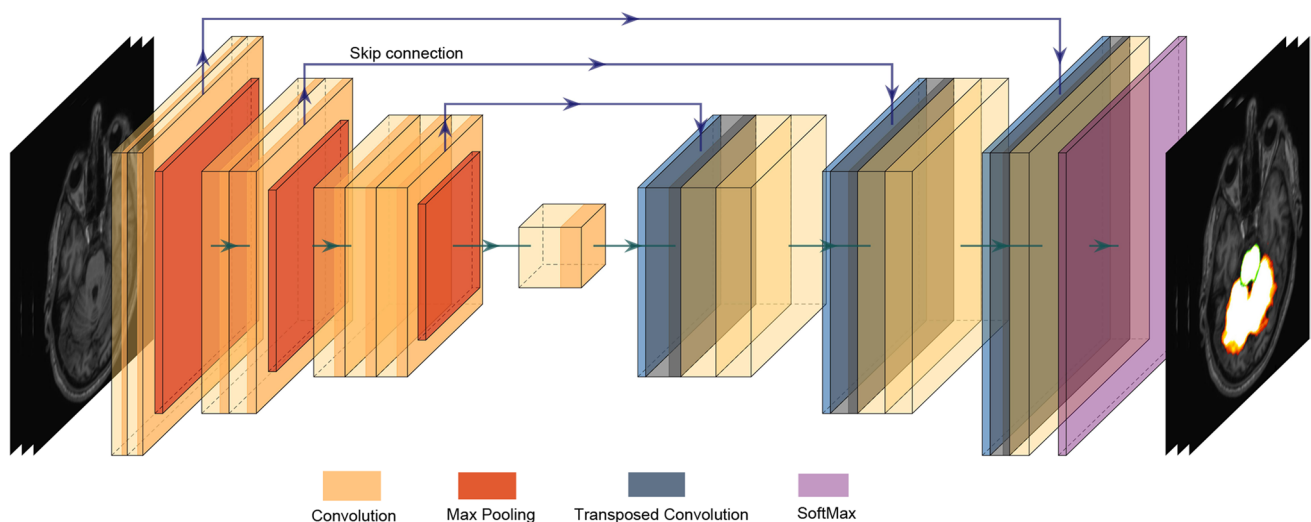 Skip connection
Convolution
Max Pooling
Transposed Convolution
SoftMax